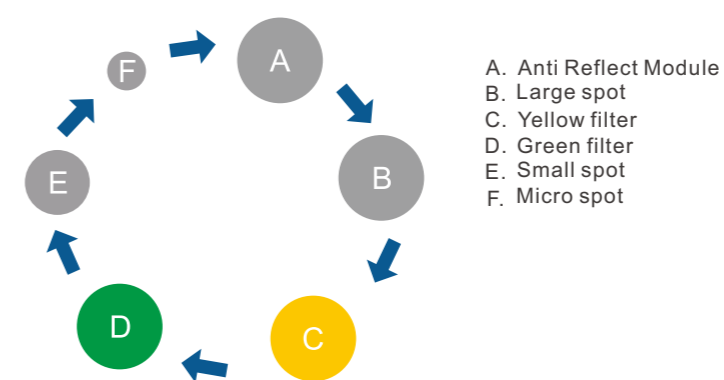 A
B
C
D
E
F
A. Anti Reflect Module
B. Large spot
C. Yellow filter
D. Green filter
E. Small spot
F. Micro spot